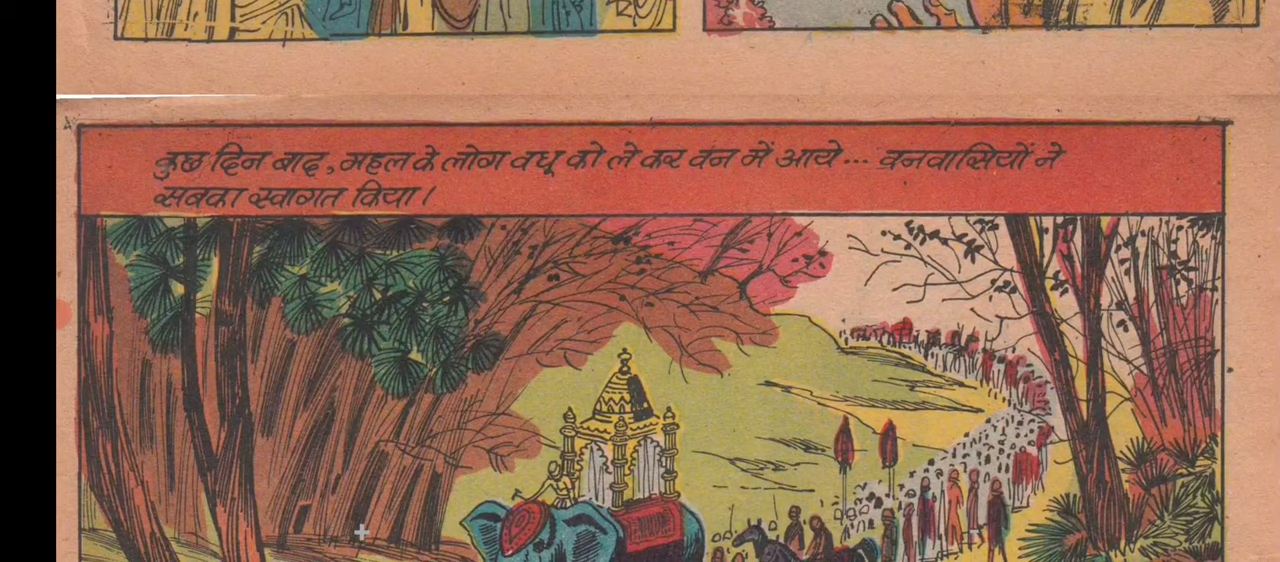 कुछ दिन बाद, महल के लोग वधू को ले कर वन में आये... वनवासियों ने
सबका स्वागत किया।